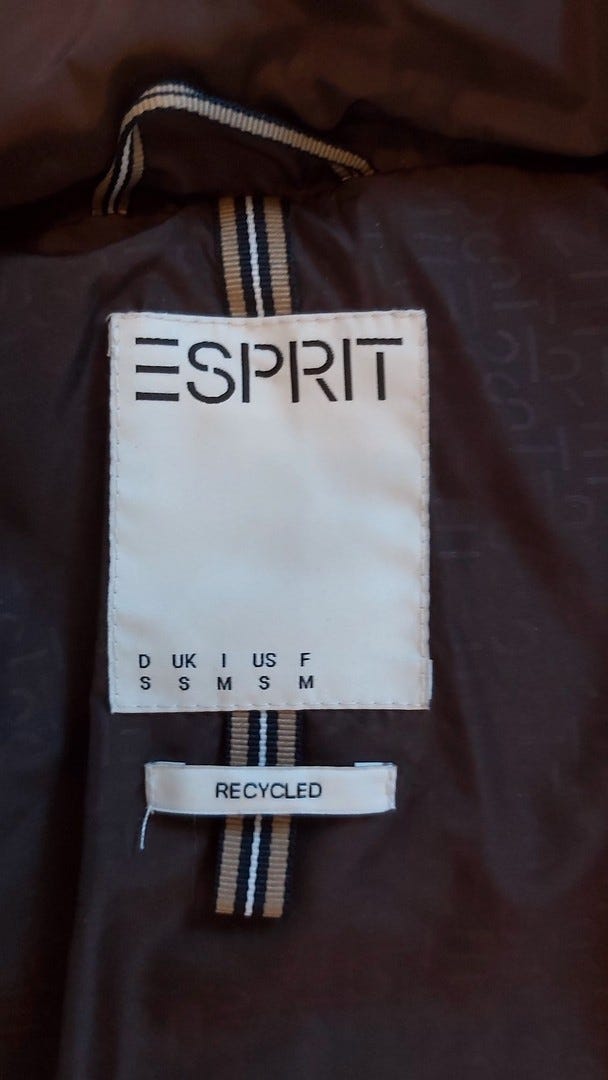 ESPRIT
D UK I US F
S S M S M
RECYCLED